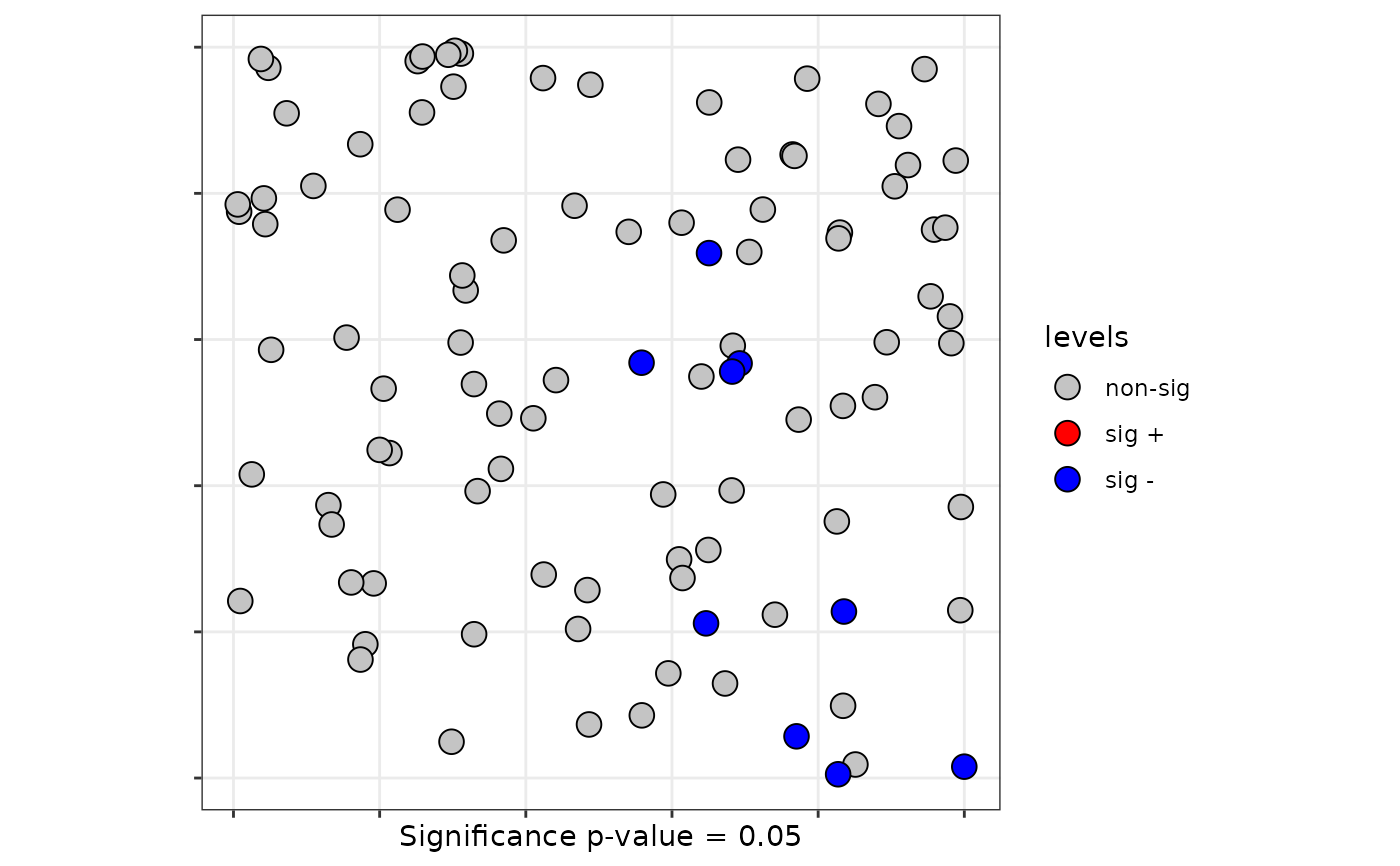 levels
non-sig
sig +
sig -
Significance p-value = 0.05